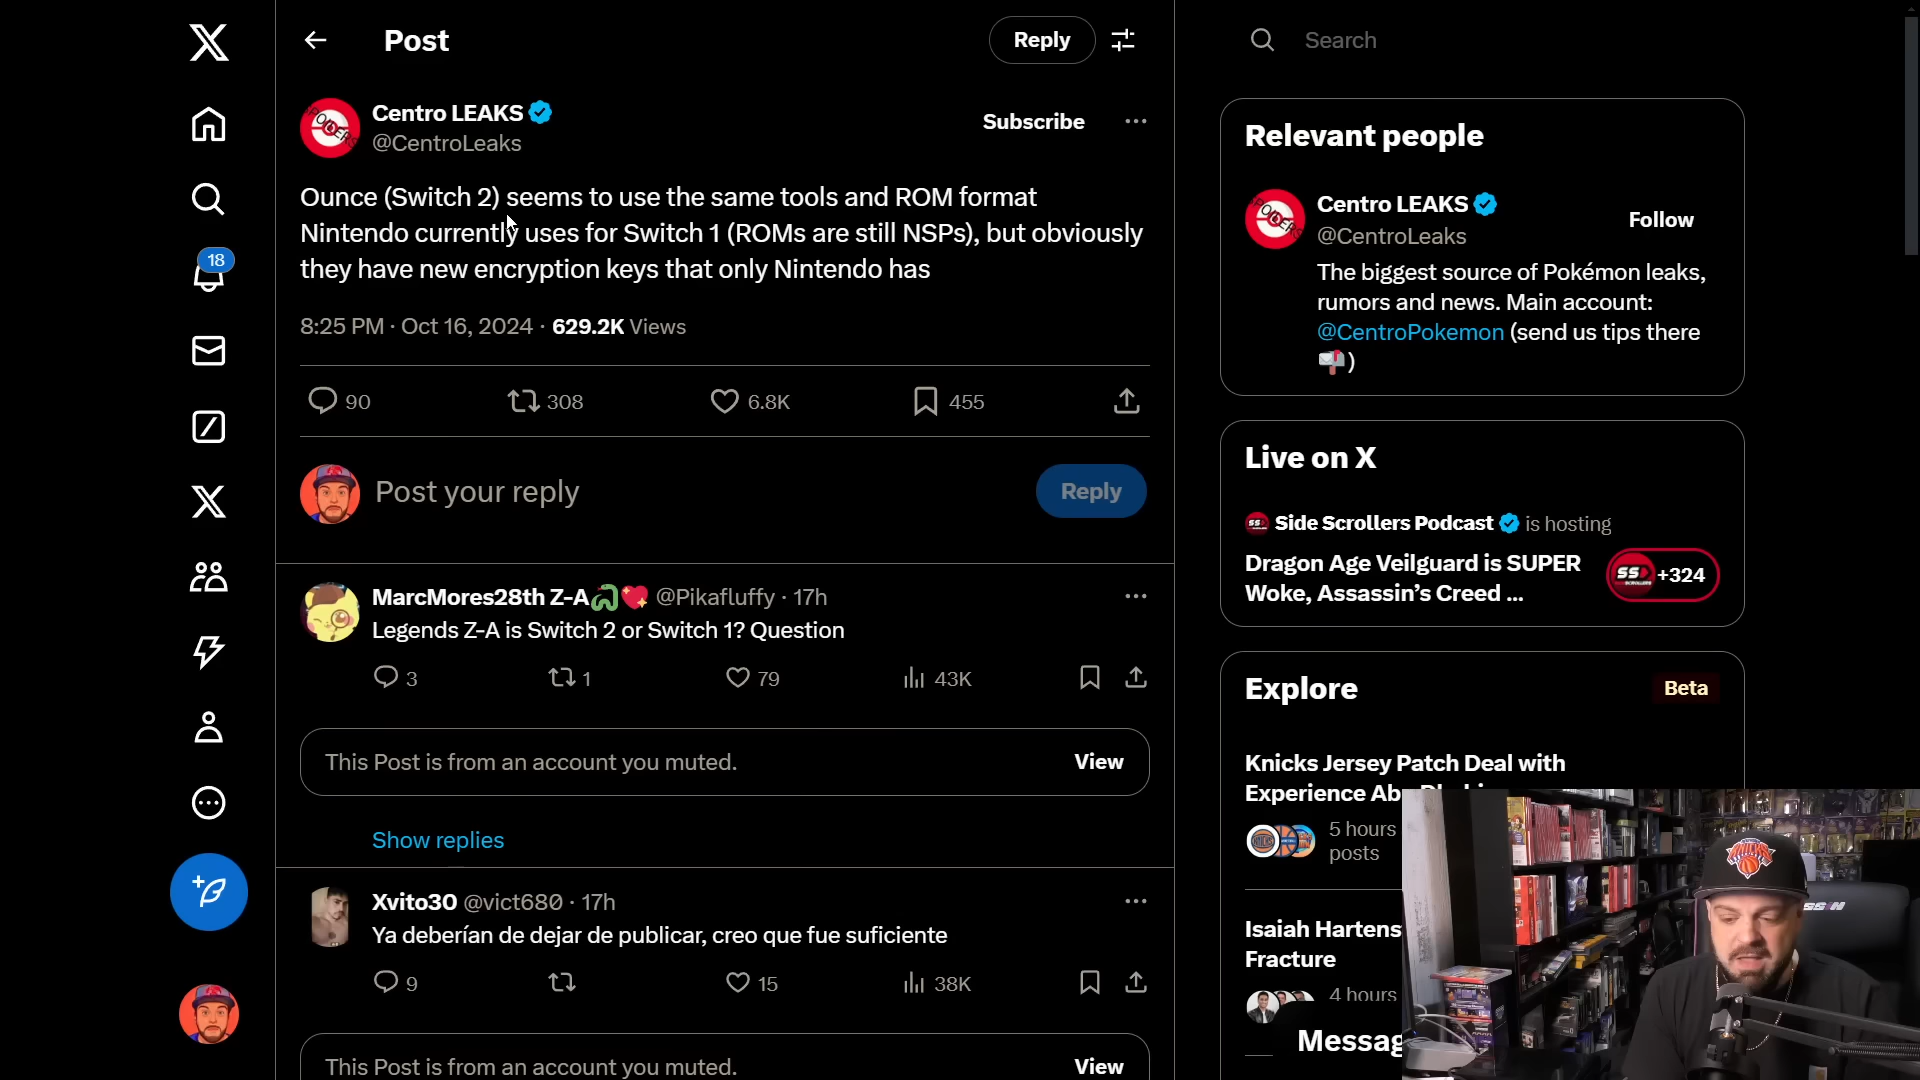 Post
Reply
Search
Centro LEAKS
@CentroLeaks
Subscribe
Ounce (Switch 2) seems to use the same tools and ROM format
Nintendo currently uses for Switch 1 (ROMs are still NSPs), but obviously
they have new encryption keys that only Nintendo has
8:25 PM · Oct 16, 2024 · 629.2K Views
90
308
6.8K
455
Post your reply
Reply
MarcMores28th Z-A @Pikafluffy · 17h
Legends Z-A is Switch 2 or Switch 1? Question
3
1
79
43K
This Post is from an account you muted.
View
Show replies
Xvito30 @vict680 · 17h
Ya deberían de dejar de publicar, creo que fue suficiente
9
15
38K
This Post is from an account you muted.
View
18
Relevant people
Centro LEAKS
@CentroLeaks
Follow
The biggest source of Pokémon leaks,
rumors and news. Main account:
@CentroPokemon (send us tips there
)
Live on X
Side Scrollers Podcast is hosting
Dragon Age Veilguard is SUPER
Woke, Assassin's Creed ...
+324
Explore
Beta
Knicks Jersey Patch Deal with
Experience
5 hours
posts
Isaiah
Fracture
4 hours
KNICKS